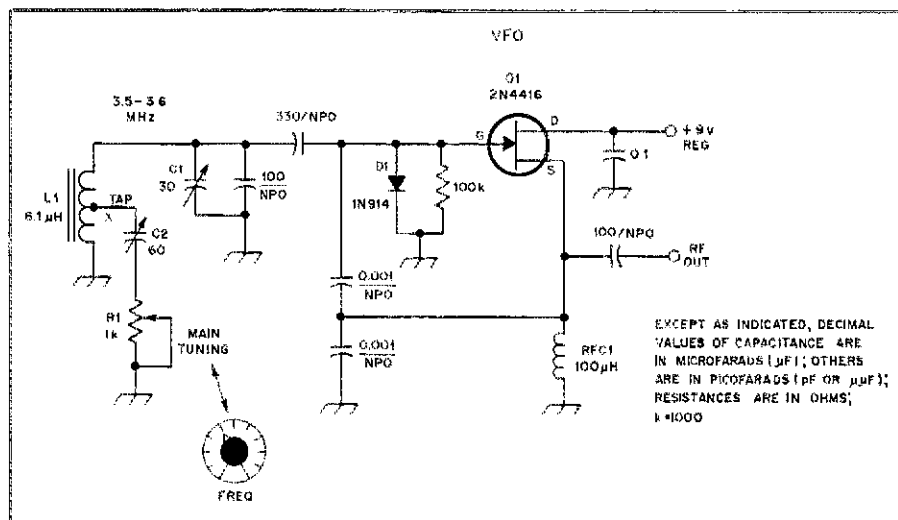 VFO
Q1
2N4416
3.5-3.6
MHz
330/NPO
G
D
S
+9V
REG
0.1
C1
30
100
NPO
D1
1N914
100k
L1
6.1µH
TAP
X
C2
60
100/NPO
RF
OUT
0.001
NPO
R1
1k
MAIN
TUNING
0.001
NPO
RFC1
100µH
EXCEPT AS INDICATED, DECIMAL
VALUES OF CAPACITANCE ARE
IN MICROFARADS (µF); OTHERS
ARE IN PICOFARADS (pF OR µµF);
RESISTANCES ARE IN OHMS;
k=1000
FREQ